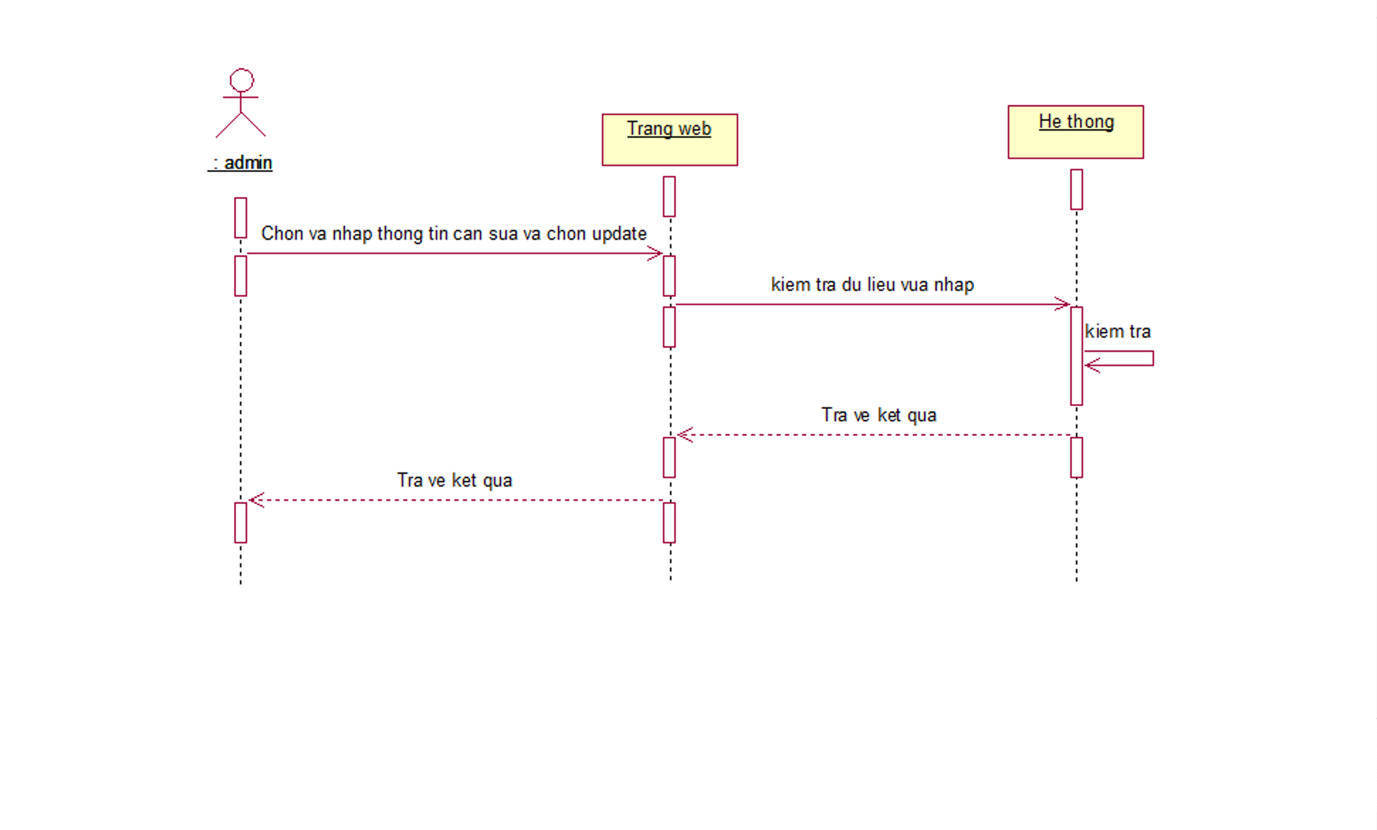 : admin
Trang web
He thong
Chon va nhap thong tin can sua va chon update
kiem tra du lieu vua nhap
kiem tra
Tra ve ket qua
Tra ve ket qua